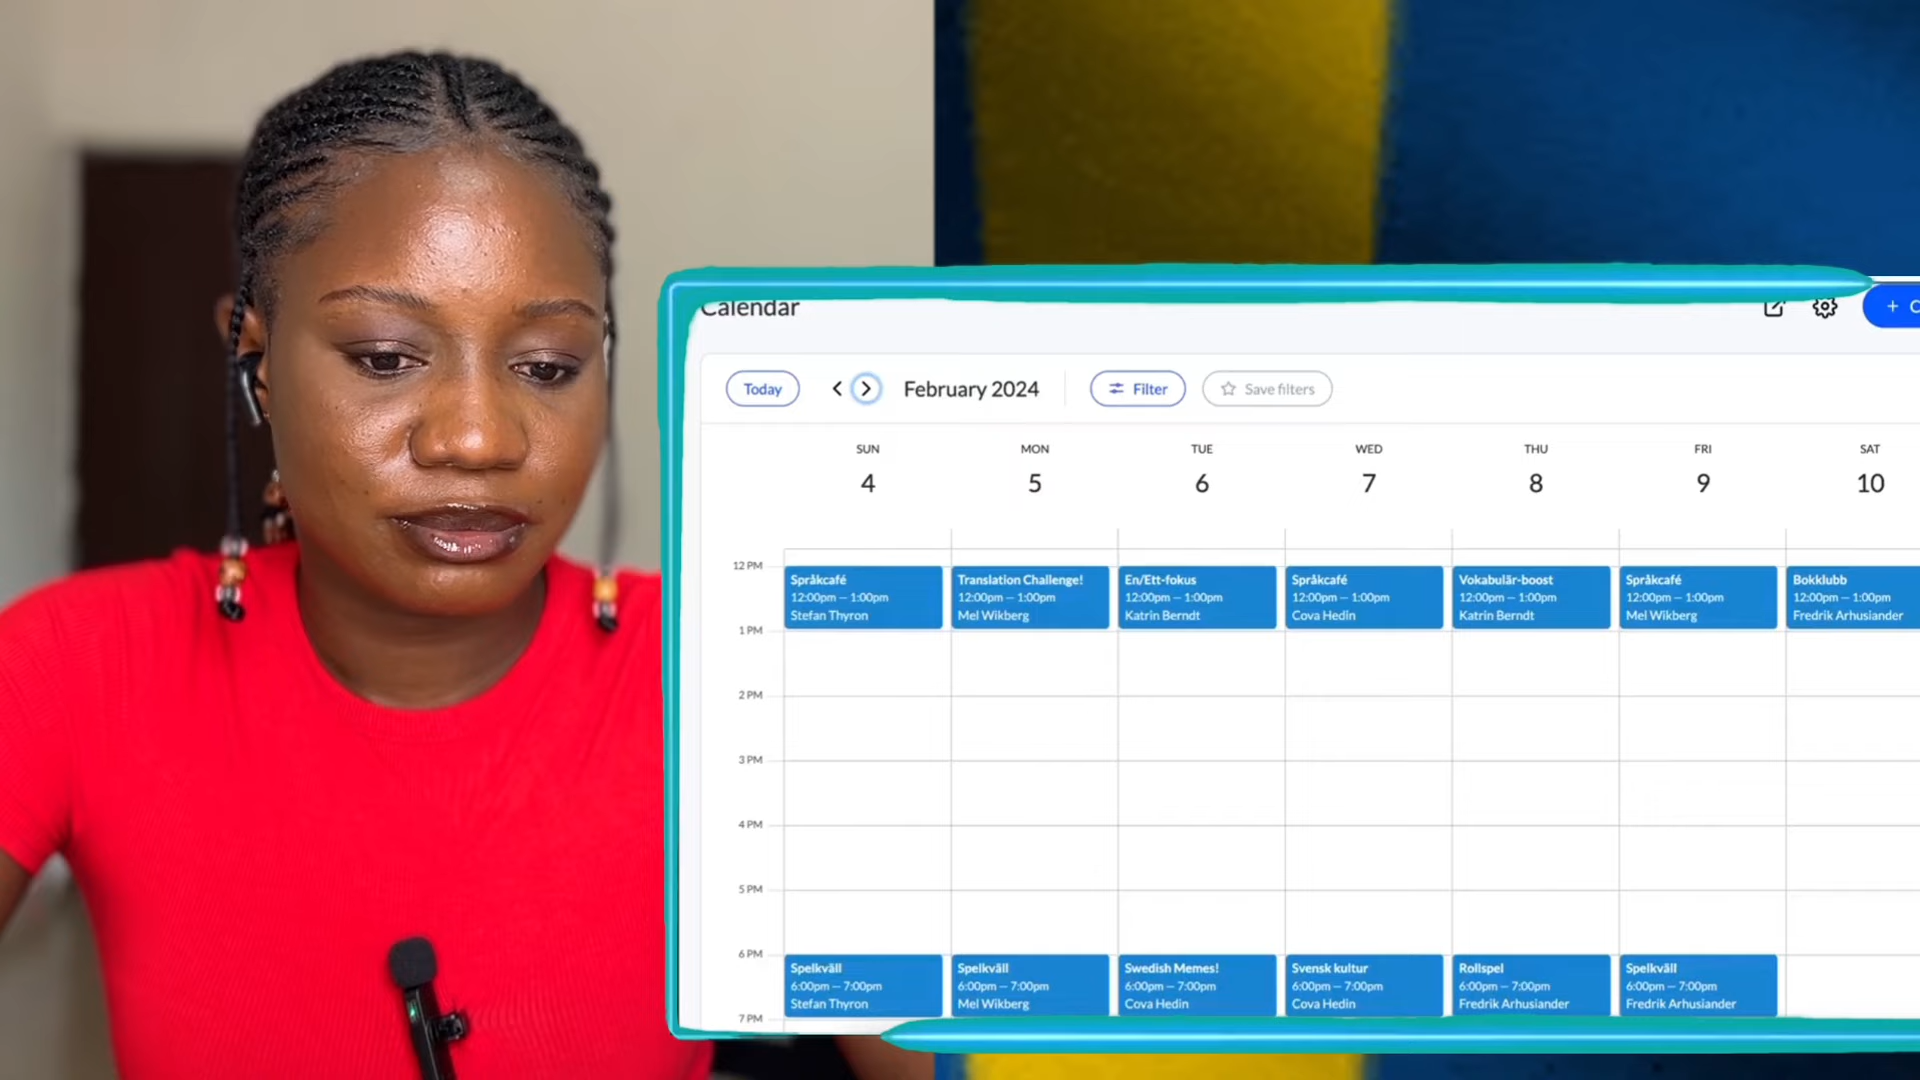 Calendar
+ C
Today
February 2024
Filter
Save filters
SUN MON TUE WED THU FRI SAT
4 5 6 7 8 9 10
12 PM
Språkcafé
12:00pm – 1:00pm
Stefan Thyron
Translation Challenge!
12:00pm – 1:00pm
Mel Wikberg
En/Ett-fokus
12:00pm – 1:00pm
Katrin Berndt
Språkcafé
12:00pm – 1:00pm
Cova Hedin
Vokabulär-boost
12:00pm – 1:00pm
Katrin Berndt
Språkcafé
12:00pm – 1:00pm
Mel Wikberg
Bokklubb
12:00pm – 1:00pm
Fredrik Arhusiander
1 PM
2 PM
3 PM
4 PM
5 PM
6 PM
Spelkväll
6:00pm – 7:00pm
Stefan Thyron
Spelkväll
6:00pm – 7:00pm
Mel Wikberg
Swedish Memes!
6:00pm – 7:00pm
Cova Hedin
Svensk kultur
6:00pm – 7:00pm
Cova Hedin
Rollspel
6:00pm – 7:00pm
Fredrik Arhusiander
Spelkväll
6:00pm – 7:00pm
Fredrik Arhusiander
7 PM